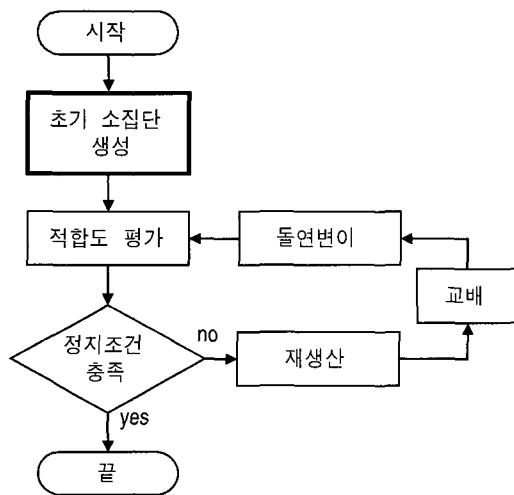 시작
초기 소집단
생성
적합도 평가
돌연변이
교배
정지조건
충족
no
재생산
yes
끝